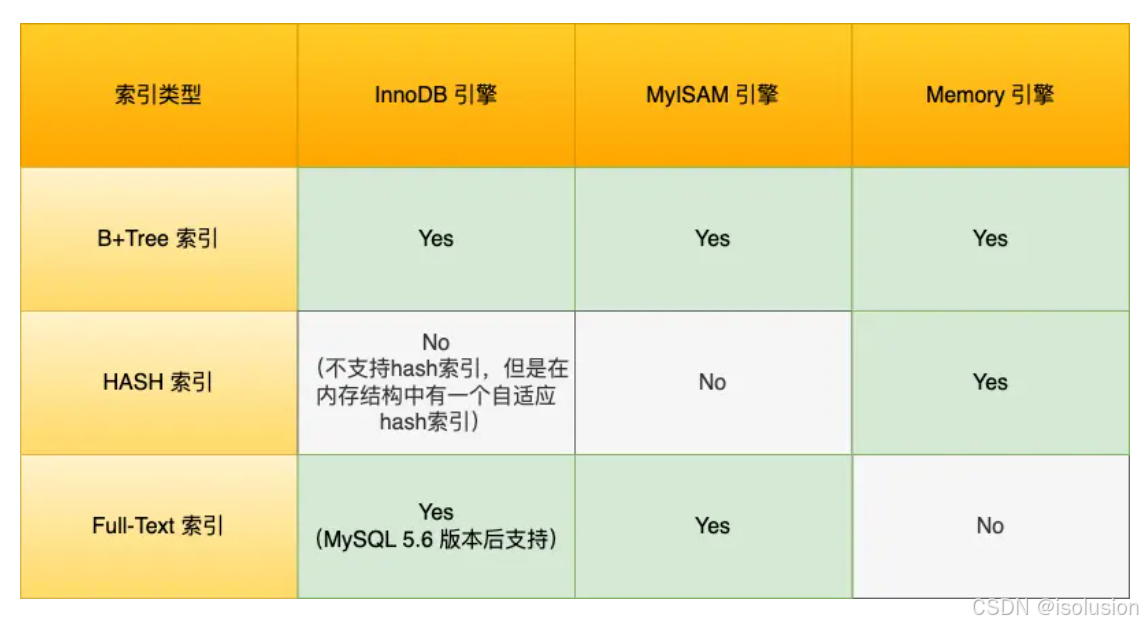 索引类型
InnoDB 引擎
MyISAM 引擎
Memory 引擎
B+Tree 索引
Yes
Yes
Yes
HASH 索引
No
（不支持hash索引，但是在
内存结构中有一个自适应
hash索引）
No
Yes
Full-Text 索引
Yes
（MySQL 5.6 版本后支持）
Yes
No
CSDN @isolusion